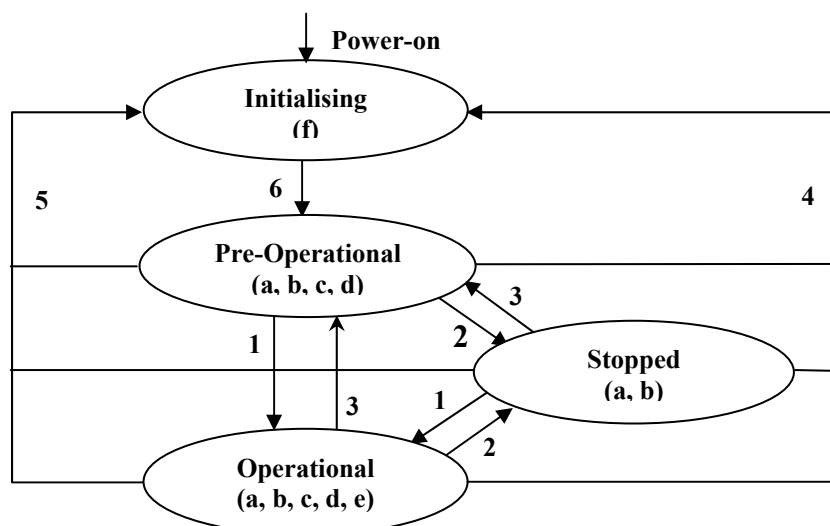 Power-on
Initialising
(f)
6
5
4
Pre-Operational
(a, b, c, d)
3
2
1
Stopped
(a, b)
3
1
2
Operational
(a, b, c, d, e)